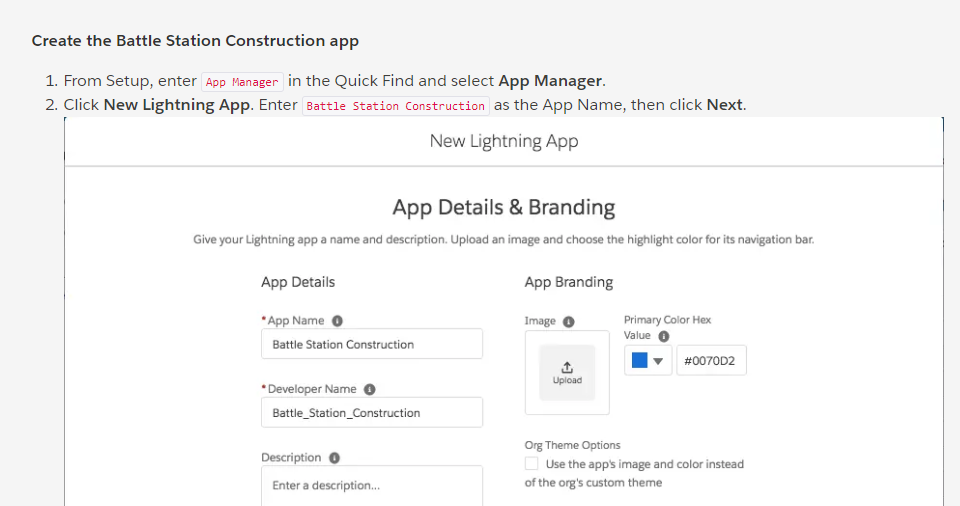 Create the Battle Station Construction app
1. From Setup, enter App Manager in the Quick Find and select App Manager.
2. Click New Lightning App. Enter Battle Station Construction as the App Name, then click Next.
New Lightning App
App Details & Branding
Give your Lightning app a name and description. Upload an image and choose the highlight color for its navigation bar.
App Details
App Branding
*App Name
Battle Station Construction
*Developer Name
Battle_Station_Construction
Description
Enter a description...
Image
Upload
Primary Color Hex
Value
#0070D2
Org Theme Options
Use the app's image and color instead
of the org's custom theme